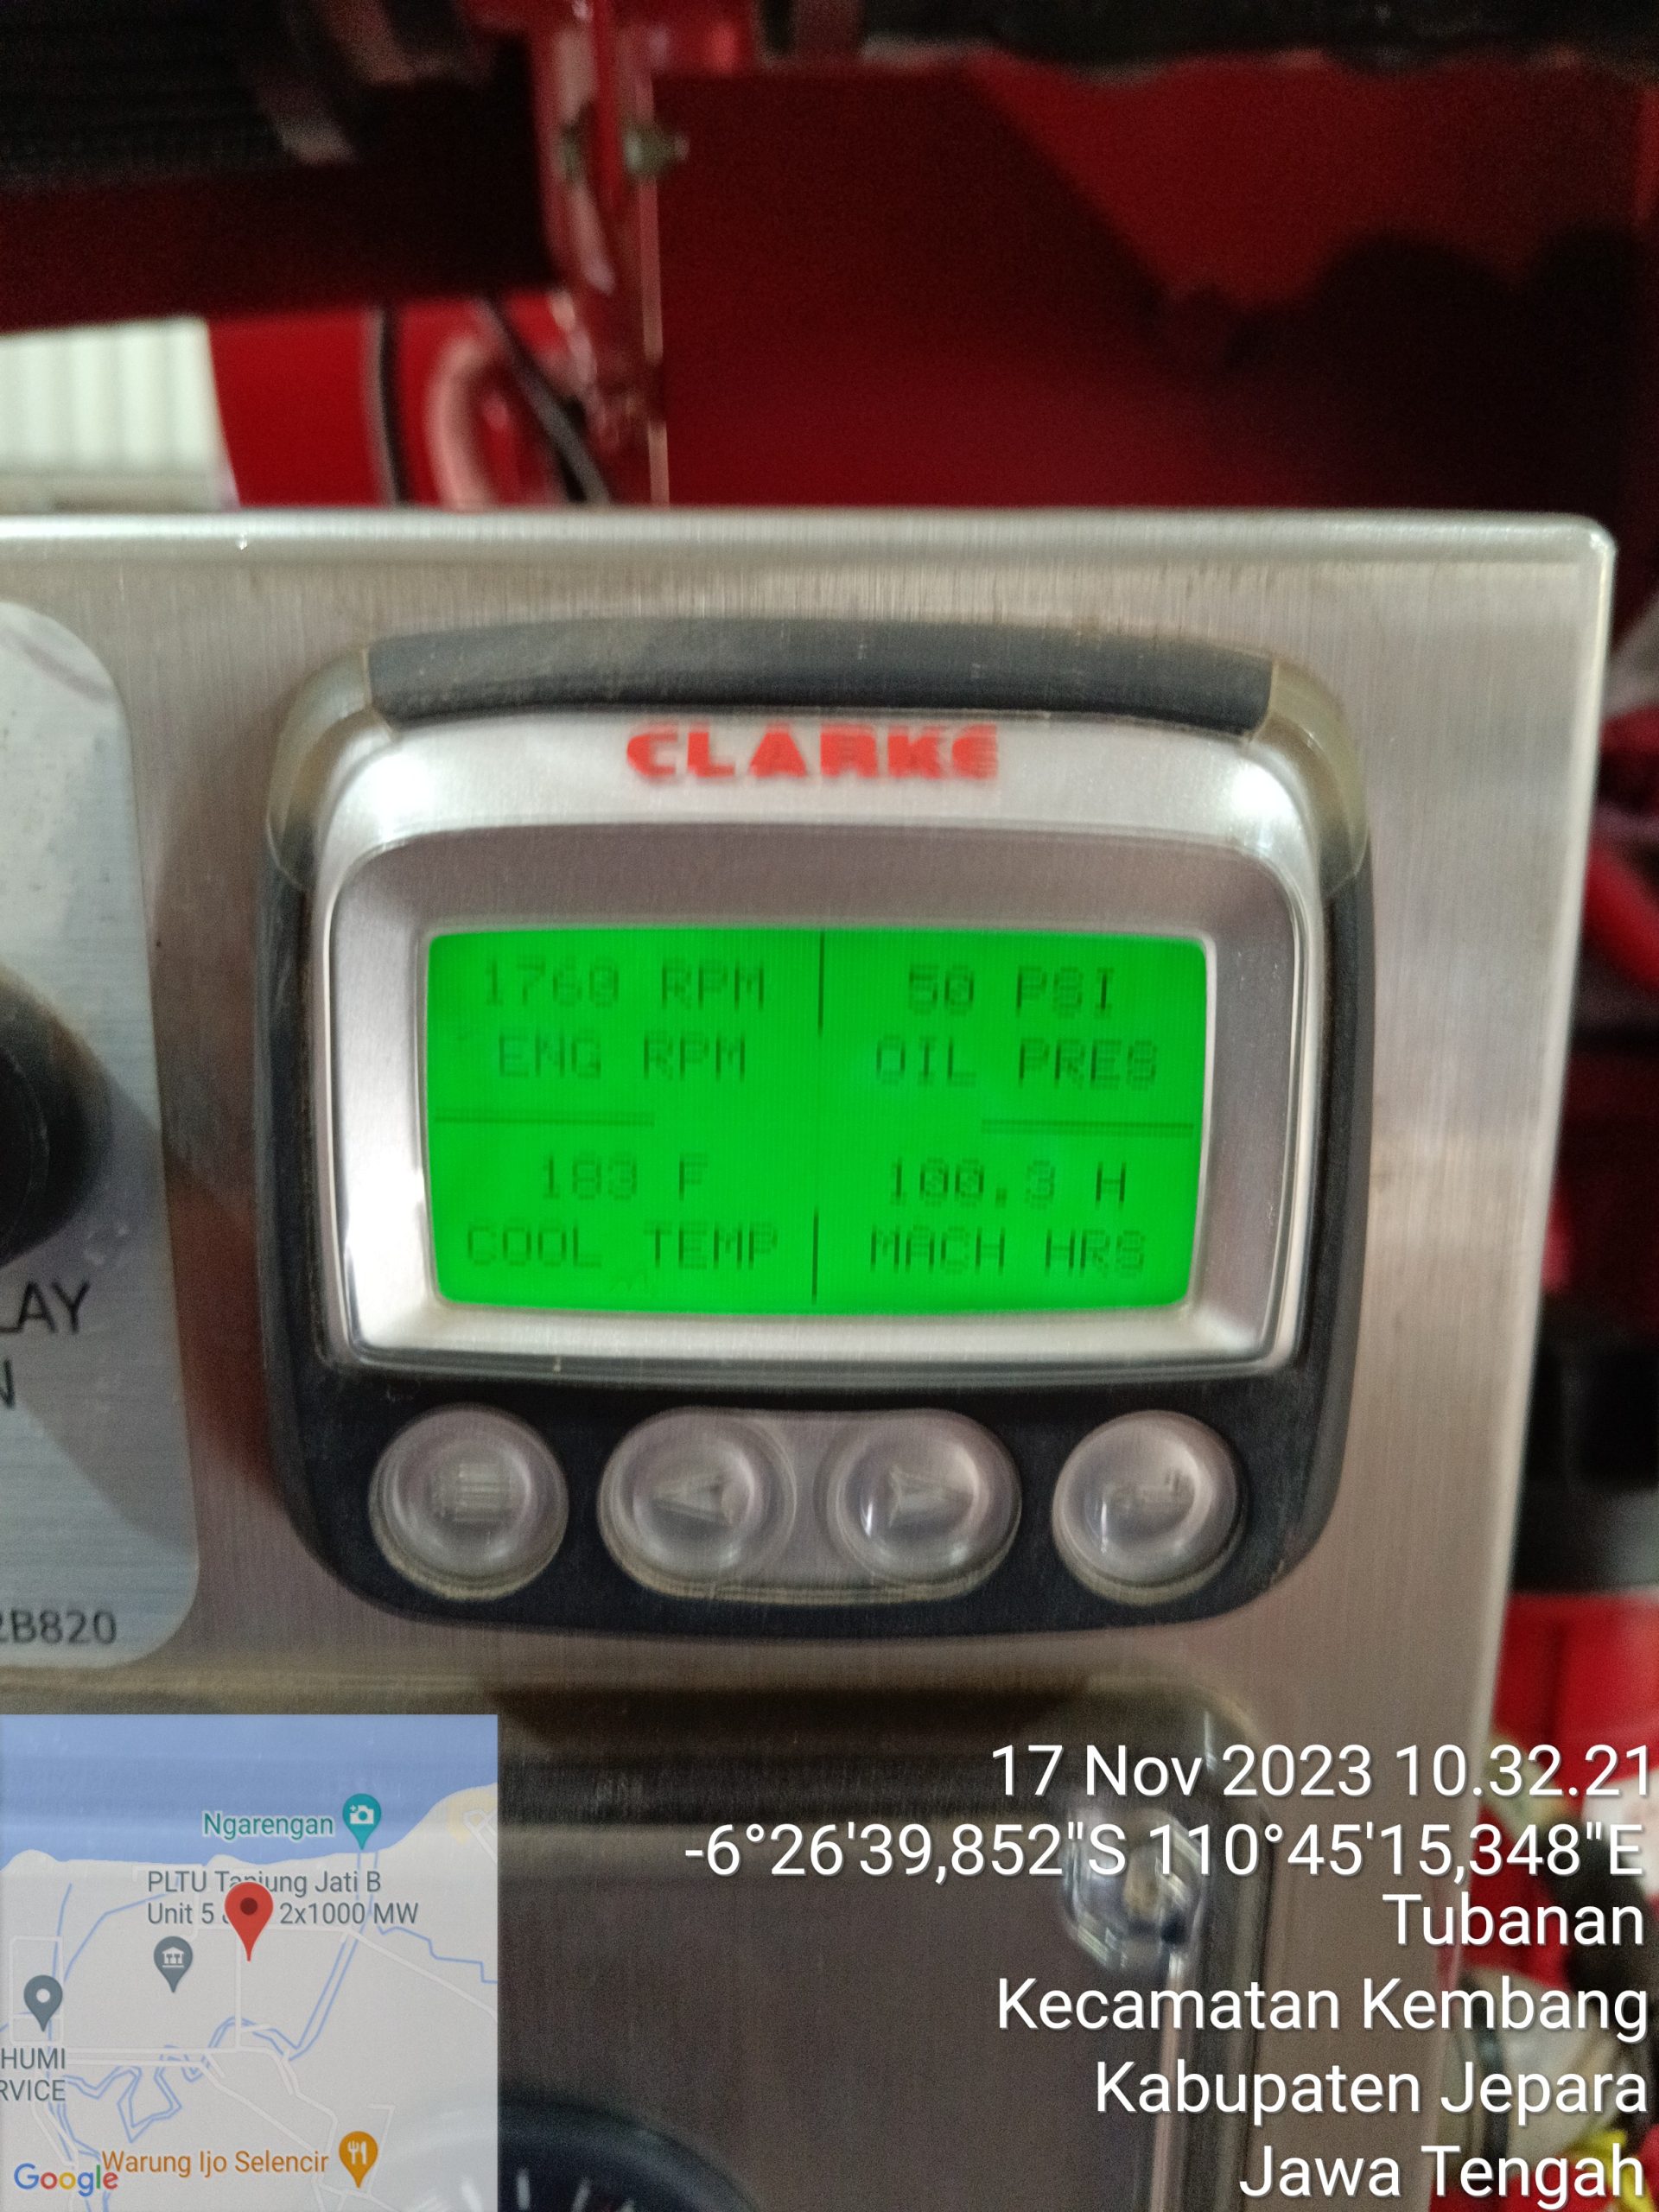 CLARKE
1760 RPM
ENG RPM
50 PSI
OIL PRES
183 F
COOL TEMP
100.3 H
MACH HRS
LAY
N
2B820
Ngarengan
PLTU Tanjung Jati B
Unit 5 2x1000 MW
HUMI
RVICE
Warung Ijo Selencir
Google
17 Nov 2023 10.32.21
-6°26'39,852"S 110°45'15,348"E
Tubanan
Kecamatan Kembang
Kabupaten Jepara
Jawa Tengah